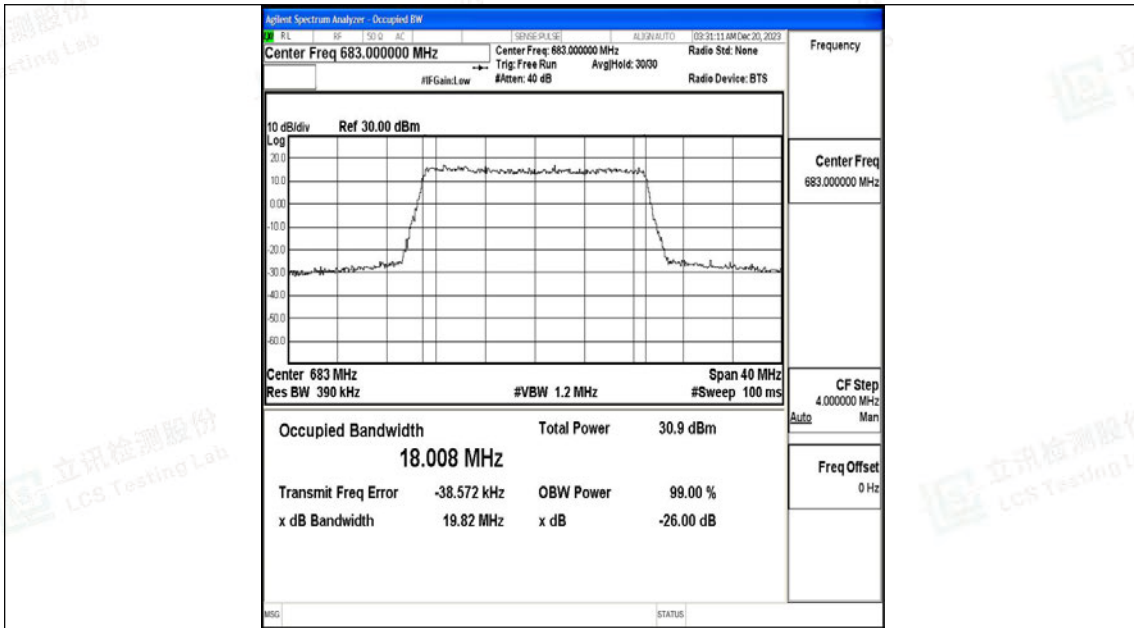 Agilent Spectrum Analyzer - Occupied BW
RL RF 50 Ω AC SENSE:PULSE ALIGN AUTO 03:31:11 AM Dec 20, 2023
Center Freq 683.000000 MHz
Center Freq: 683.000000 MHz
Radio Std: None
Trig: Free Run Avg|Hold: 30/30
#IFGain:Low #Atten: 40 dB
Radio Device: BTS
10 dB/div Ref 30.00 dBm
Log
20.0
10.0
0.00
-10.0
-20.0
-30.0
-40.0
-50.0
-60.0
Center 683 MHz Span 40 MHz
Res BW 390 kHz #VBW 1.2 MHz #Sweep 100 ms
Occupied Bandwidth Total Power 30.9 dBm
18.008 MHz
Transmit Freq Error -38.572 kHz OBW Power 99.00 %
x dB Bandwidth 19.82 MHz x dB -26.00 dB
MSG STATUS
Frequency
Center Freq
683.000000 MHz
CF Step
4.000000 MHz
Auto Man
Freq Offset
0 Hz
立讯检测股份
LCS Testing Lab
立讯检测股份
LCS Testing L